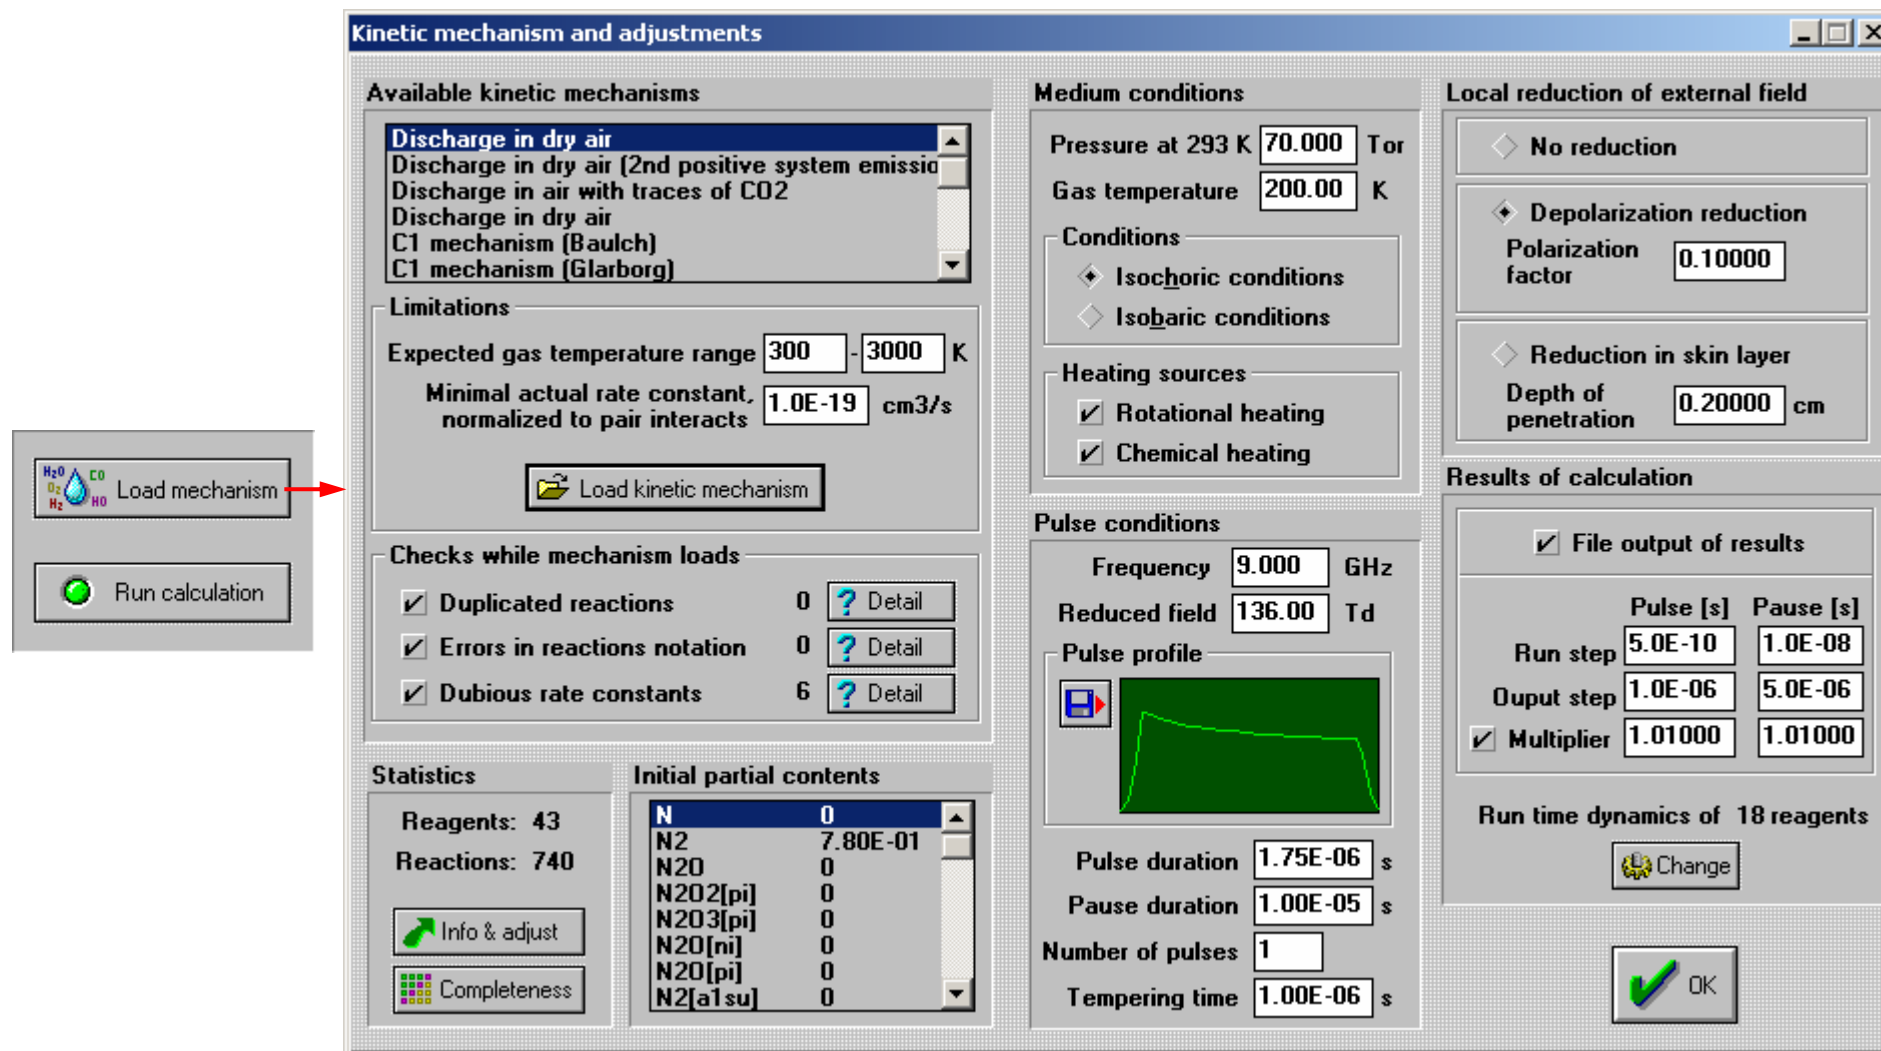 Kinetic mechanism and adjustments
Available kinetic mechanisms
Discharge in dry air
Discharge in dry air (2nd positive system emissio
Discharge in air with traces of CO2
Discharge in dry air
C1 mechanism (Baulch)
C1 mechanism (Glarborg)
Limitations
Expected gas temperature range 300 - 3000 K
Minimal actual rate constant,
normalized to pair interacts 1.0E-19 cm3/s
Load kinetic mechanism
Checks while mechanism loads
Duplicated reactions 0 ? Detail
Errors in reactions notation 0 ? Detail
Dubious rate constants 6 ? Detail
H2O CO
O2
H2 HO
Load mechanism
Run calculation
Statistics
Reagents: 43
Reactions: 740
Info & adjust
Completeness
Initial partial contents
N 0
N2 7.80E-01
N2O 0
N2O2[pi] 0
N2O3[pi] 0
N2O[ni] 0
N2O[pi] 0
N2[a1su] 0
Medium conditions
Pressure at 293 K 70.000 Tor
Gas temperature 200.00 K
Conditions
Isochoric conditions
Isobaric conditions
Heating sources
Rotational heating
Chemical heating
Pulse conditions
Frequency 9.000 GHz
Reduced field 136.00 Td
Pulse profile
Pulse duration 1.75E-06 s
Pause duration 1.00E-05 s
Number of pulses 1
Tempering time 1.00E-06 s
Local reduction of external field
No reduction
Depolarization reduction
Polarization
factor 0.10000
Reduction in skin layer
Depth of
penetration 0.20000 cm
Results of calculation
File output of results
Pulse [s] Pause [s]
Run step 5.0E-10 1.0E-08
Ouput step 1.0E-06 5.0E-06
Multiplier 1.01000 1.01000
Run time dynamics of 18 reagents
Change
OK